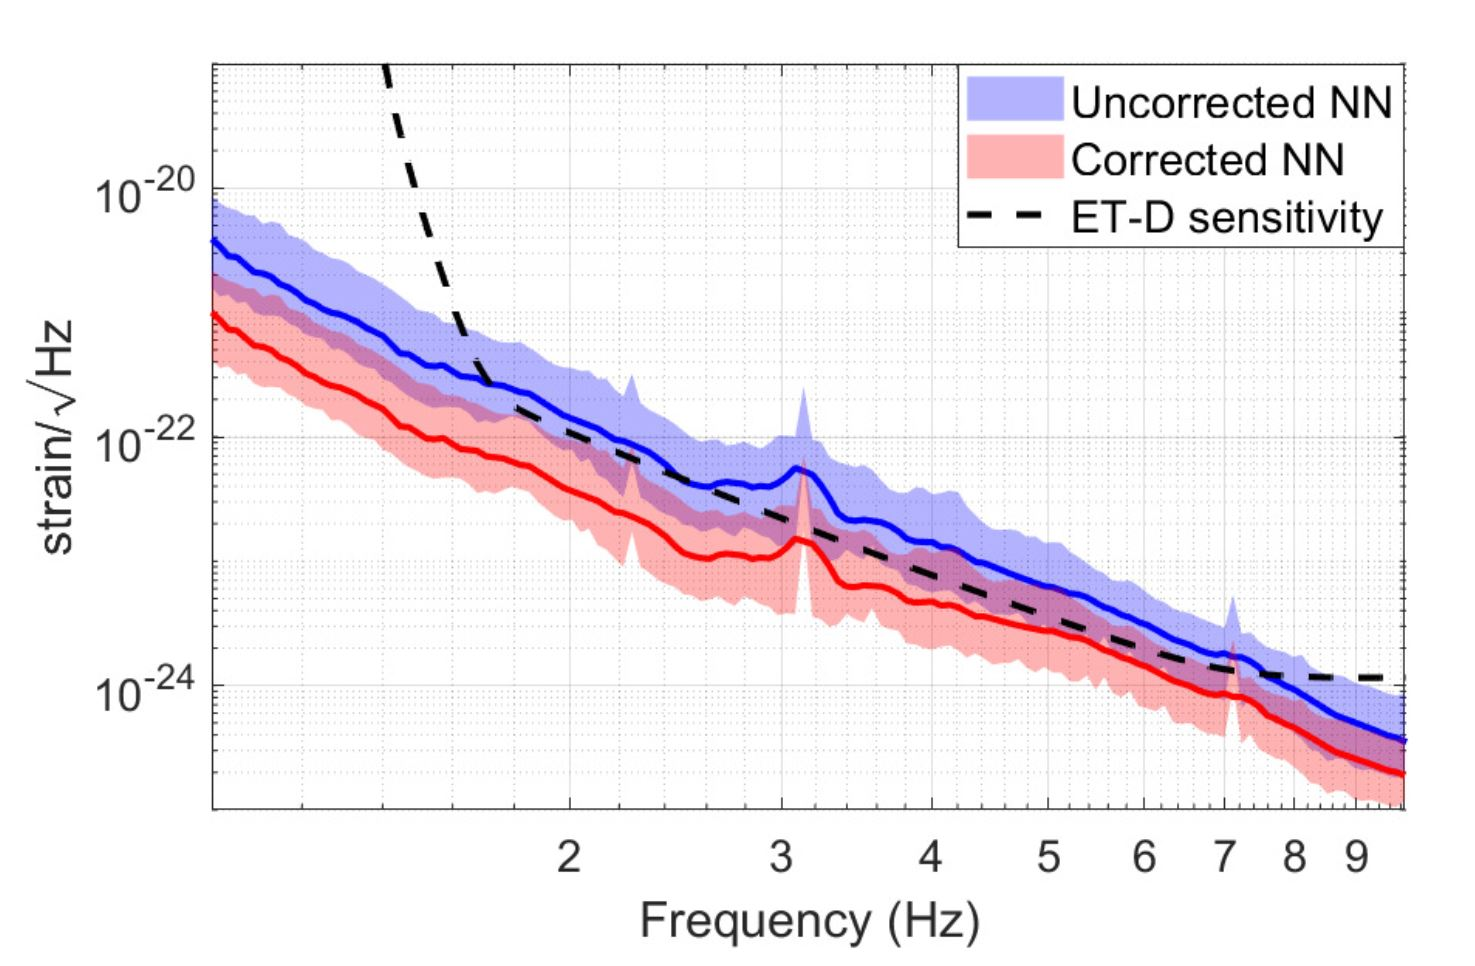 Uncorrected NN
Corrected NN
ET-D sensitivity
10-20
10-22
10-24
strain/√Hz
2 3 4 5 6 7 8 9
Frequency (Hz)